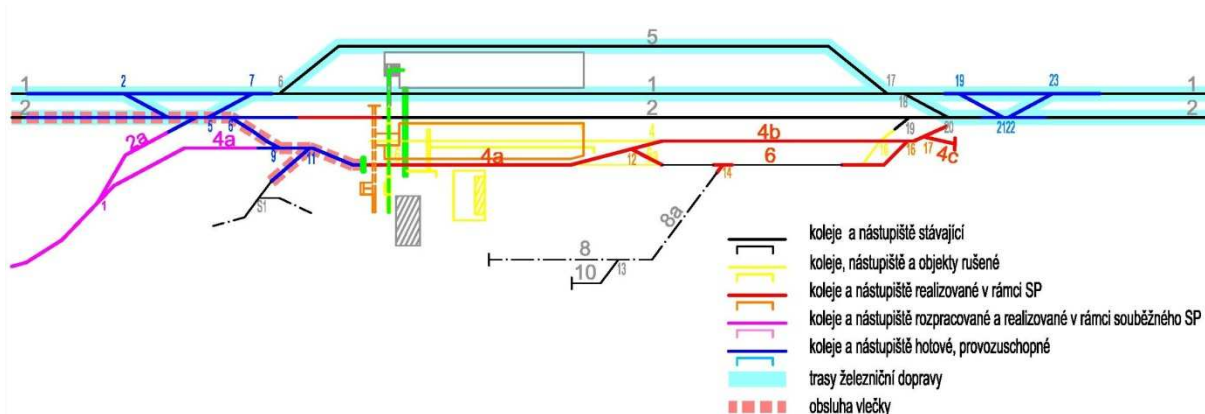 5
1 2 7 6 1 17 19 23 1
2 5 8 2 18 21 22 2
2a 4a 9 11 4 4b 19 20
4a 12 6 14 16 17 4c
1 S1 8a
8
10 13
koleje a nástupiště stávající
koleje, nástupiště a objekty rušené
koleje a nástupiště realizované v rámci SP
koleje a nástupiště rozpracované a realizované v rámci souběžného SP
koleje a nástupiště hotové, provozuschopné
trasy železniční dopravy
obsluha vlečky